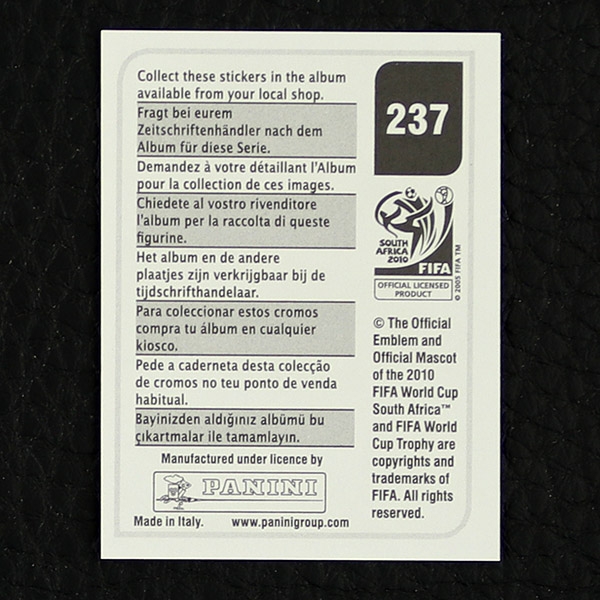 Collect these stickers in the album
available from your local shop.
Fragt bei eurem
Zeitschriftenhändler nach dem
Album für diese Serie.
Demandez à votre détaillant l'Album
pour la collection de ces images.
Chiedete al vostro rivenditore
l'album per la raccolta di queste
figurine.
Het album en de andere
plaatjes zijn verkrijgbaar bij de
tijdschrifthandelaar.
Para coleccionar estos cromos
compra tu álbum en cualquier
kiosco.
Pede a caderneta desta colecção
de cromos no teu ponto de venda
habitual.
Bayinizden aldığınız albümü bu
çıkartmalar ile tamamlayın.
Manufactured under licence by
PANINI
Made in Italy. www.paninigroup.com
237
SOUTH
AFRICA
2010
FIFA
© 2005 FIFA TM
OFFICIAL LICENSED
PRODUCT
© The Official
Emblem and
Official Mascot
of the 2010
FIFA World Cup
South Africa™
and FIFA World
Cup Trophy are
copyrights and
trademarks of
FIFA. All rights
reserved.